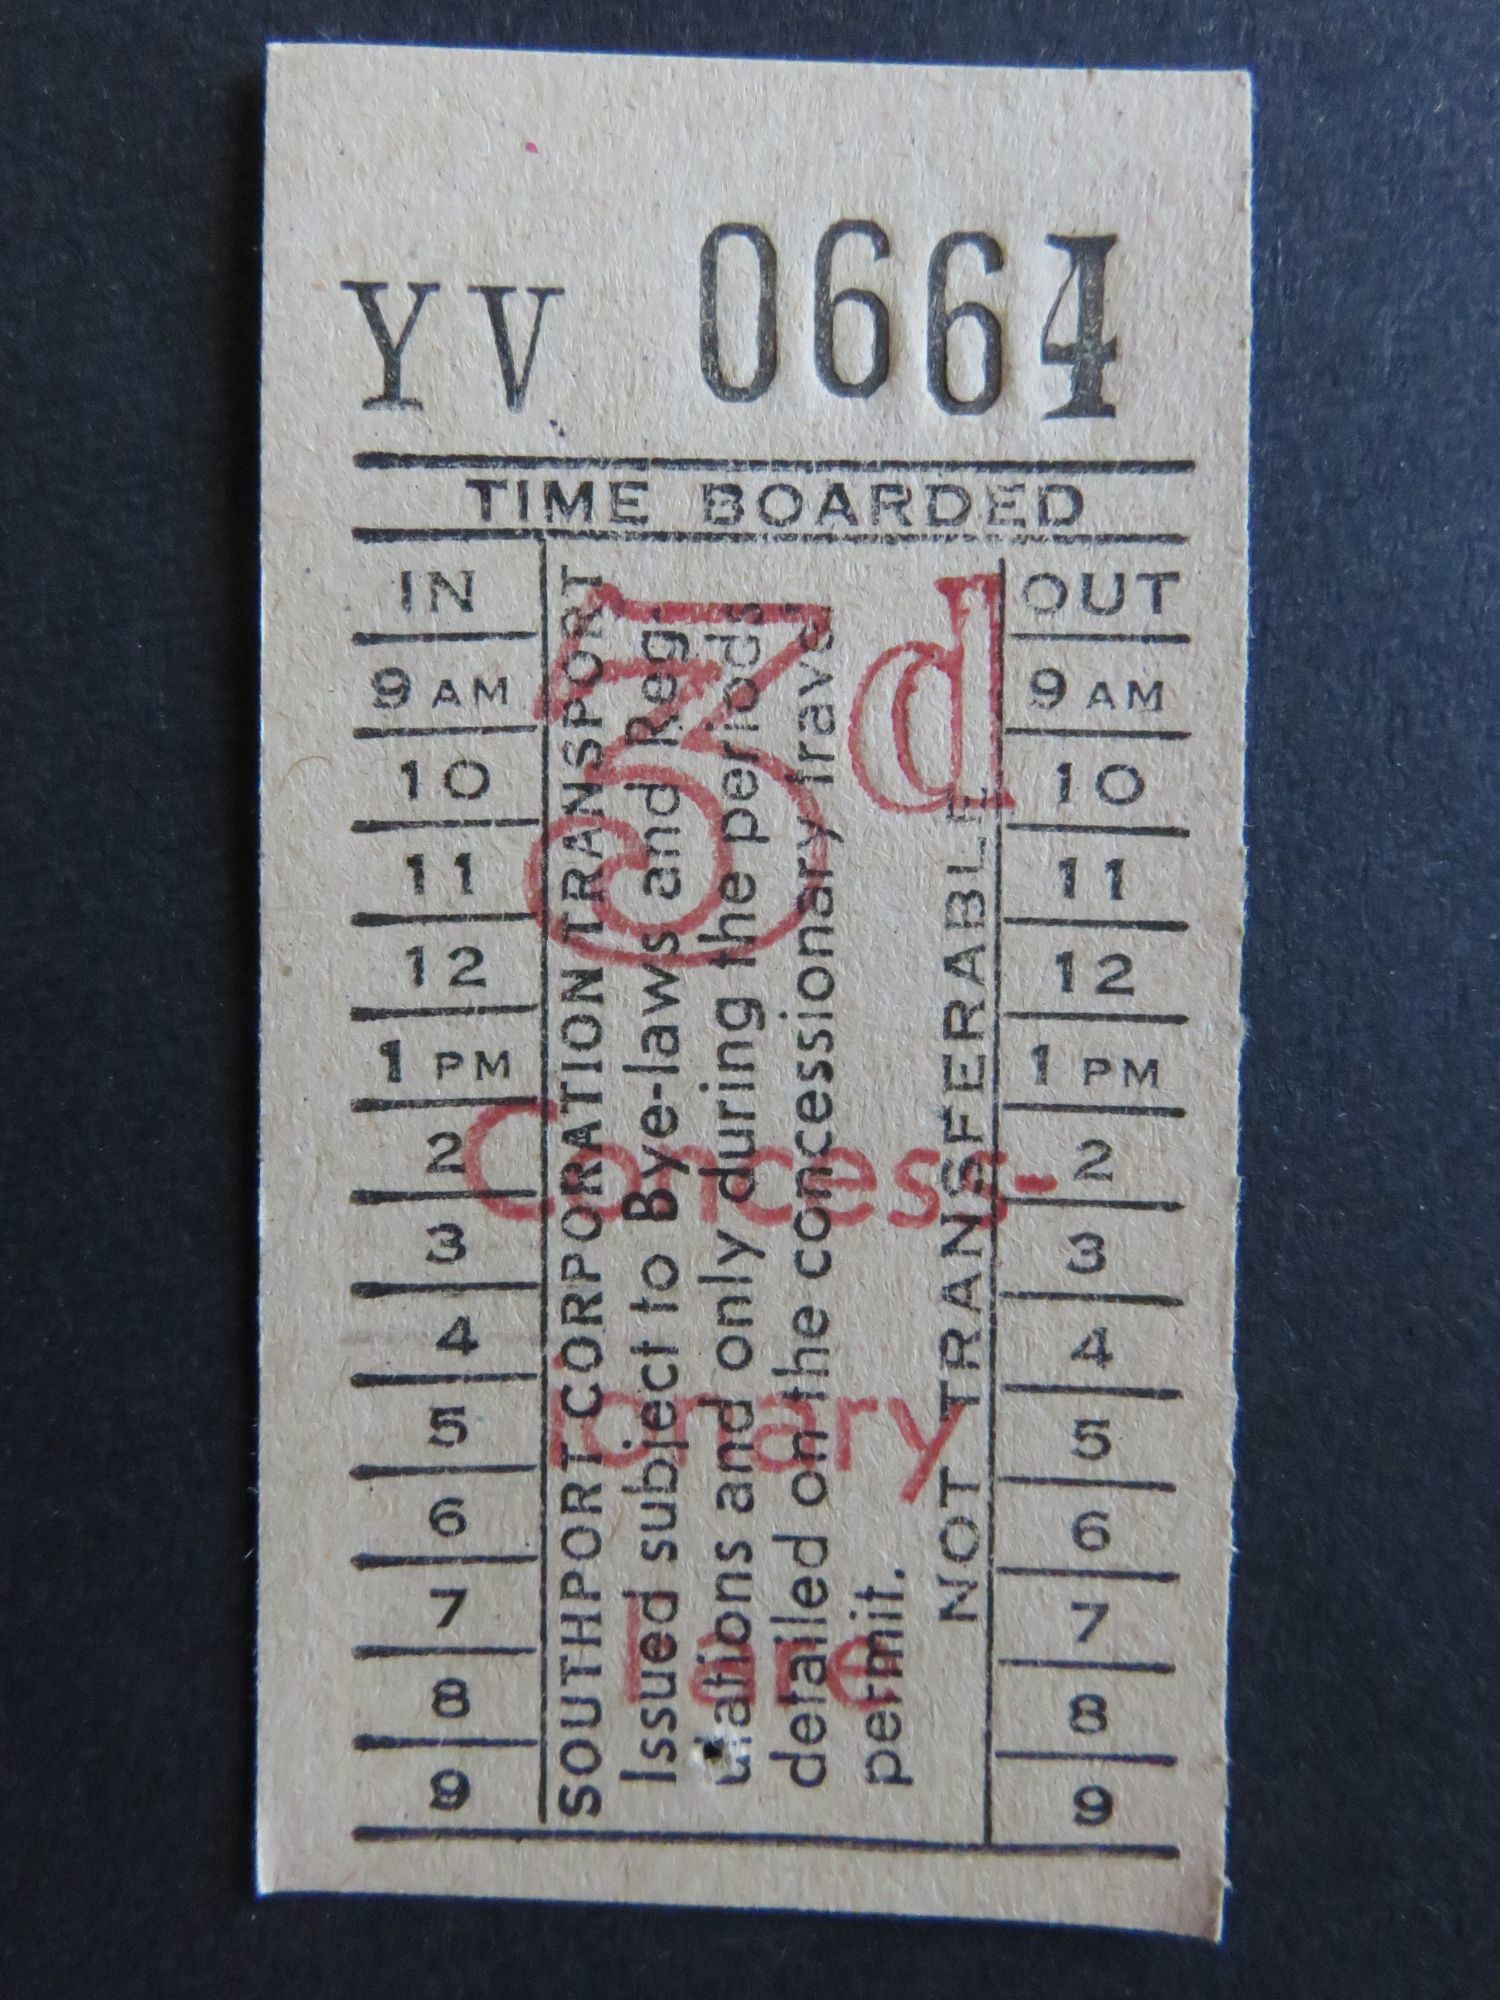 YV 0664
TIME BOARDED
IN
9 AM
10
11
12
1 PM
2
3
4
5
6
7
8
9
SOUTHPORT CORPORATION TRANSPORT
Issued subject to Bye-laws and Reg-
ulations and only during the periods
detailed on the concessionary travel
permit.
NOT TRANSFERABLE
3d
Concess-
ionary
fare
OUT
9 AM
10
11
12
1 PM
2
3
4
5
6
7
8
9